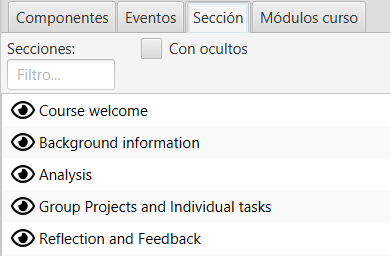 Componentes Eventos Sección Módulos curso
Secciones: Con ocultos
Filtro...
Course welcome
Background information
Analysis
Group Projects and Individual tasks
Reflection and Feedback